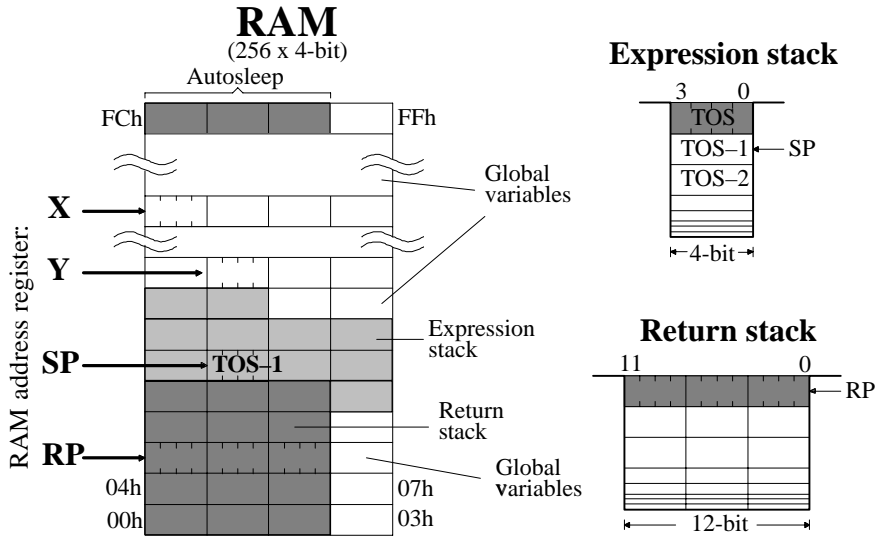 RAM
(256 x 4-bit)
Autosleep
FCh
FFh
Global
variables
X
Y
SP
TOS–1
RP
RAM address register:
Expression
stack
Return
stack
Global
variables
04h
07h
00h
03h
Expression stack
3 0
TOS
TOS–1
SP
TOS–2
4-bit
Return stack
11 0
RP
12-bit